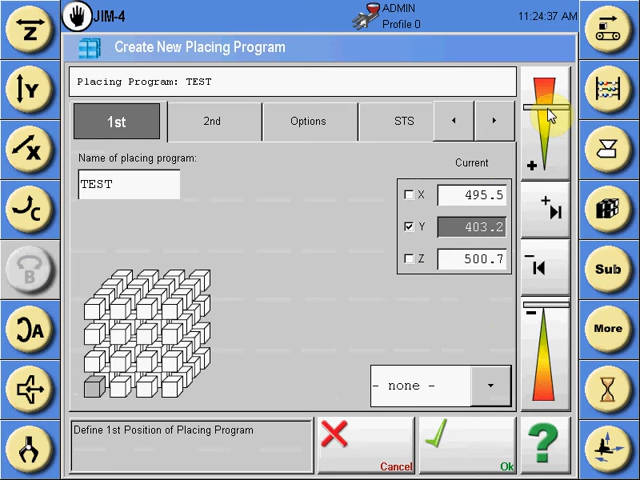 JIM-4
ADMIN
Profile 0
11:24:37 AM
Create New Placing Program
Placing Program: TEST
1st
2nd
Options
STS
Name of placing program:
TEST
Current
X
495.5
Y
403.2
Z
500.7
- none -
Define 1st Position of Placing Program
Cancel
Ok
?
Z
Y
X
C
B
A
+
+
-
-
Sub
More